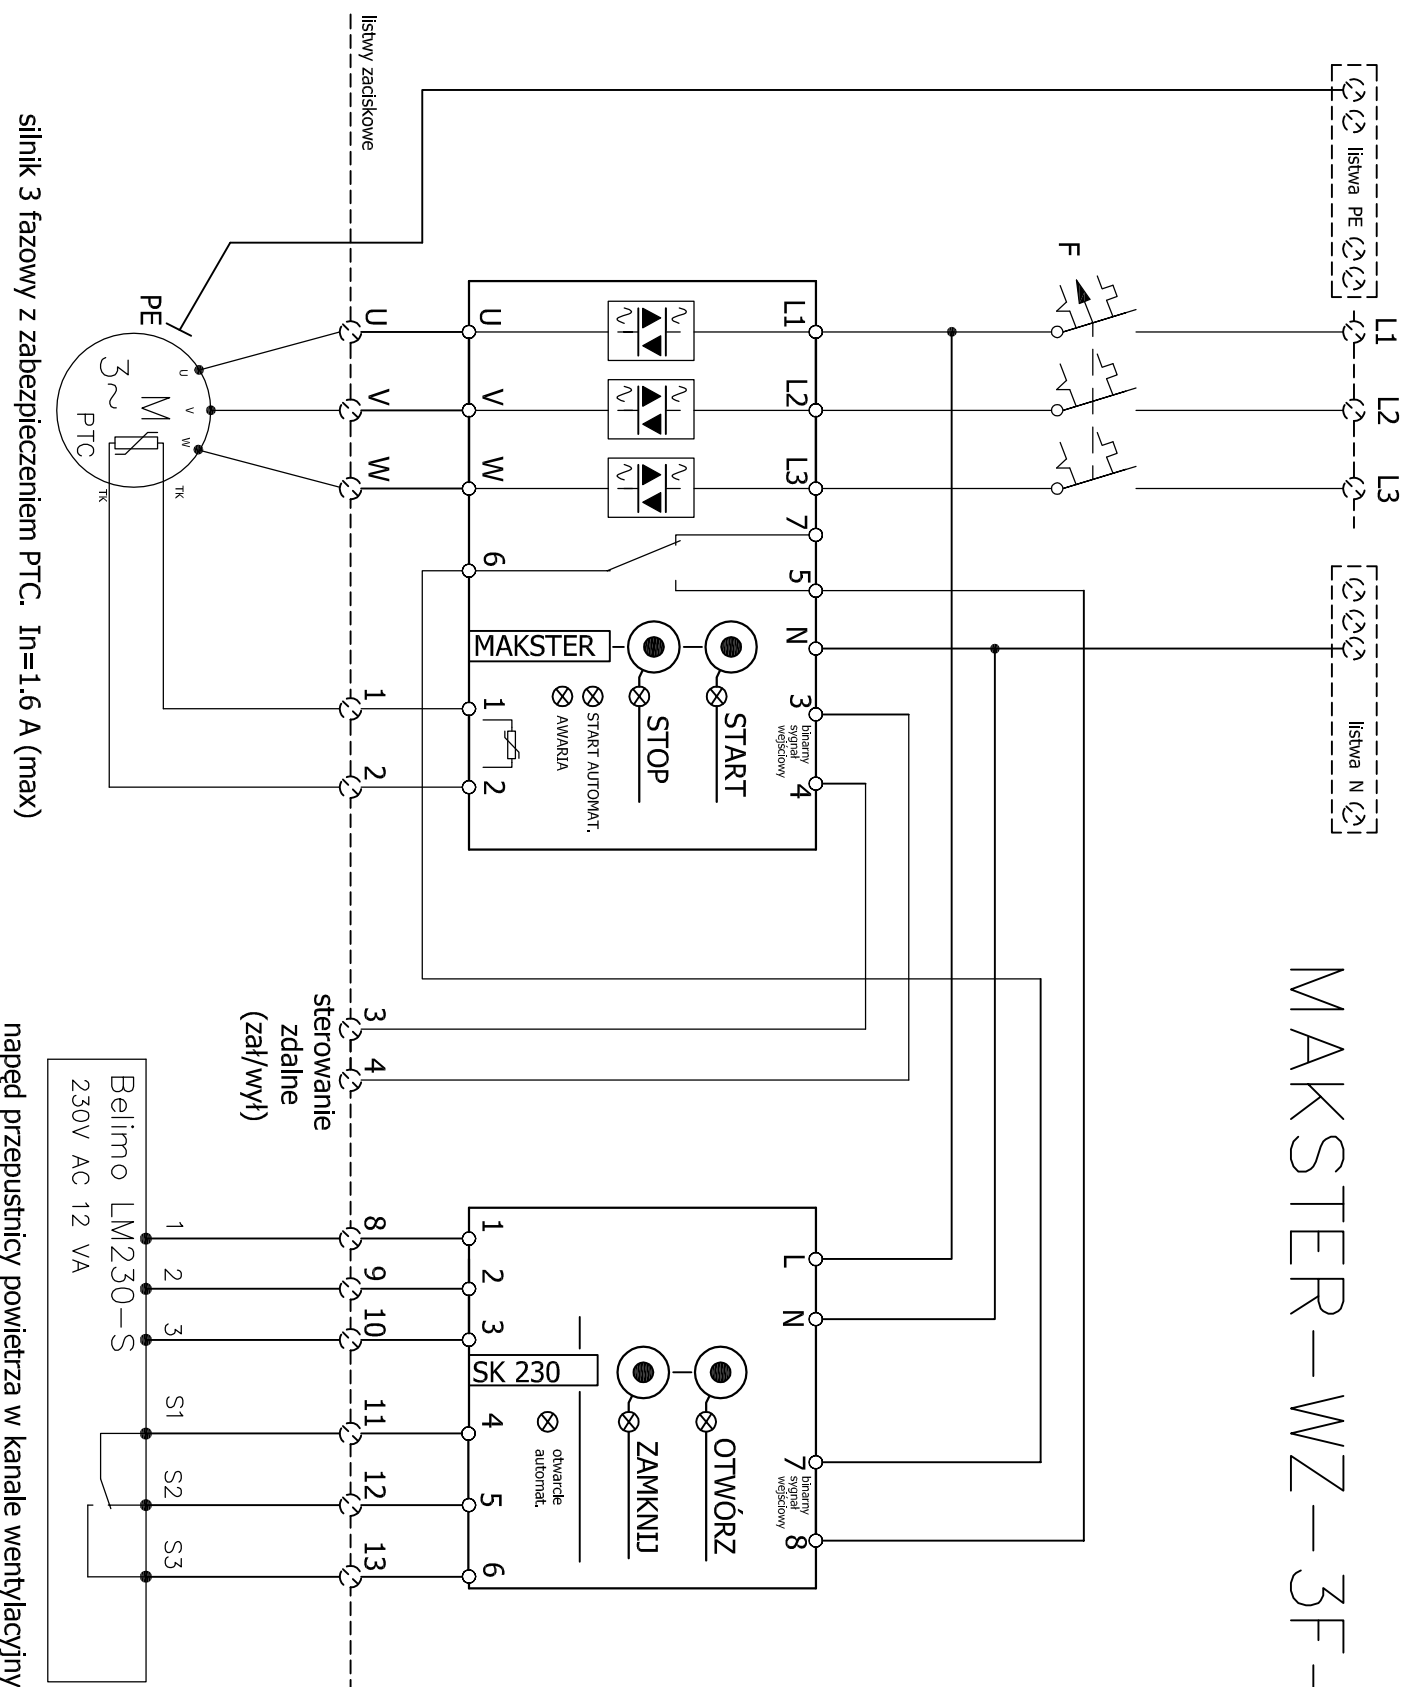 MAKSTER-WZ-3F-
L1
L2
L3
listwa PE
listwa N
F
L1
L2
L3
7
5
N
3
4
binarny
sygnał
wejściowy
START
STOP
START AUTOMAT.
AWARIA
MAKSTER
U
V
W
6
1
2
listwy zaciskowe
U
V
W
1
2
3
4
8
9
10
11
12
13
sterowanie
zdalne
(zał/wył)
L
N
7
8
binarny
sygnał
wejściowy
OTWÓRZ
ZAMKNIJ
otwarcie
automat.
SK 230
1
2
3
4
5
6
PE
U
V
W
M
3~
PTC
TK
TK
1
2
3
S1
S2
S3
Belimo LM230-S
230V AC 12 VA
silnik 3 fazowy z zabezpieczeniem PTC. In=1.6 A (max)
napęd przepustnicy powietrza w kanale wentylacyjny